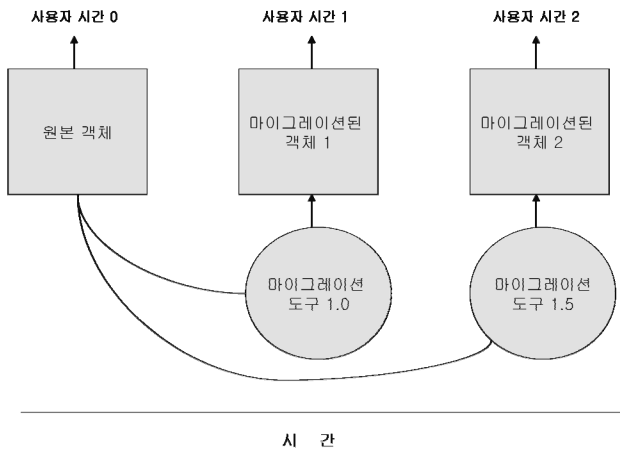 사용자 시간 0
사용자 시간 1
사용자 시간 2
원본 객체
마이그레이션된
객체 1
마이그레이션된
객체 2
마이그레이션
도구 1.0
마이그레이션
도구 1.5
시 간